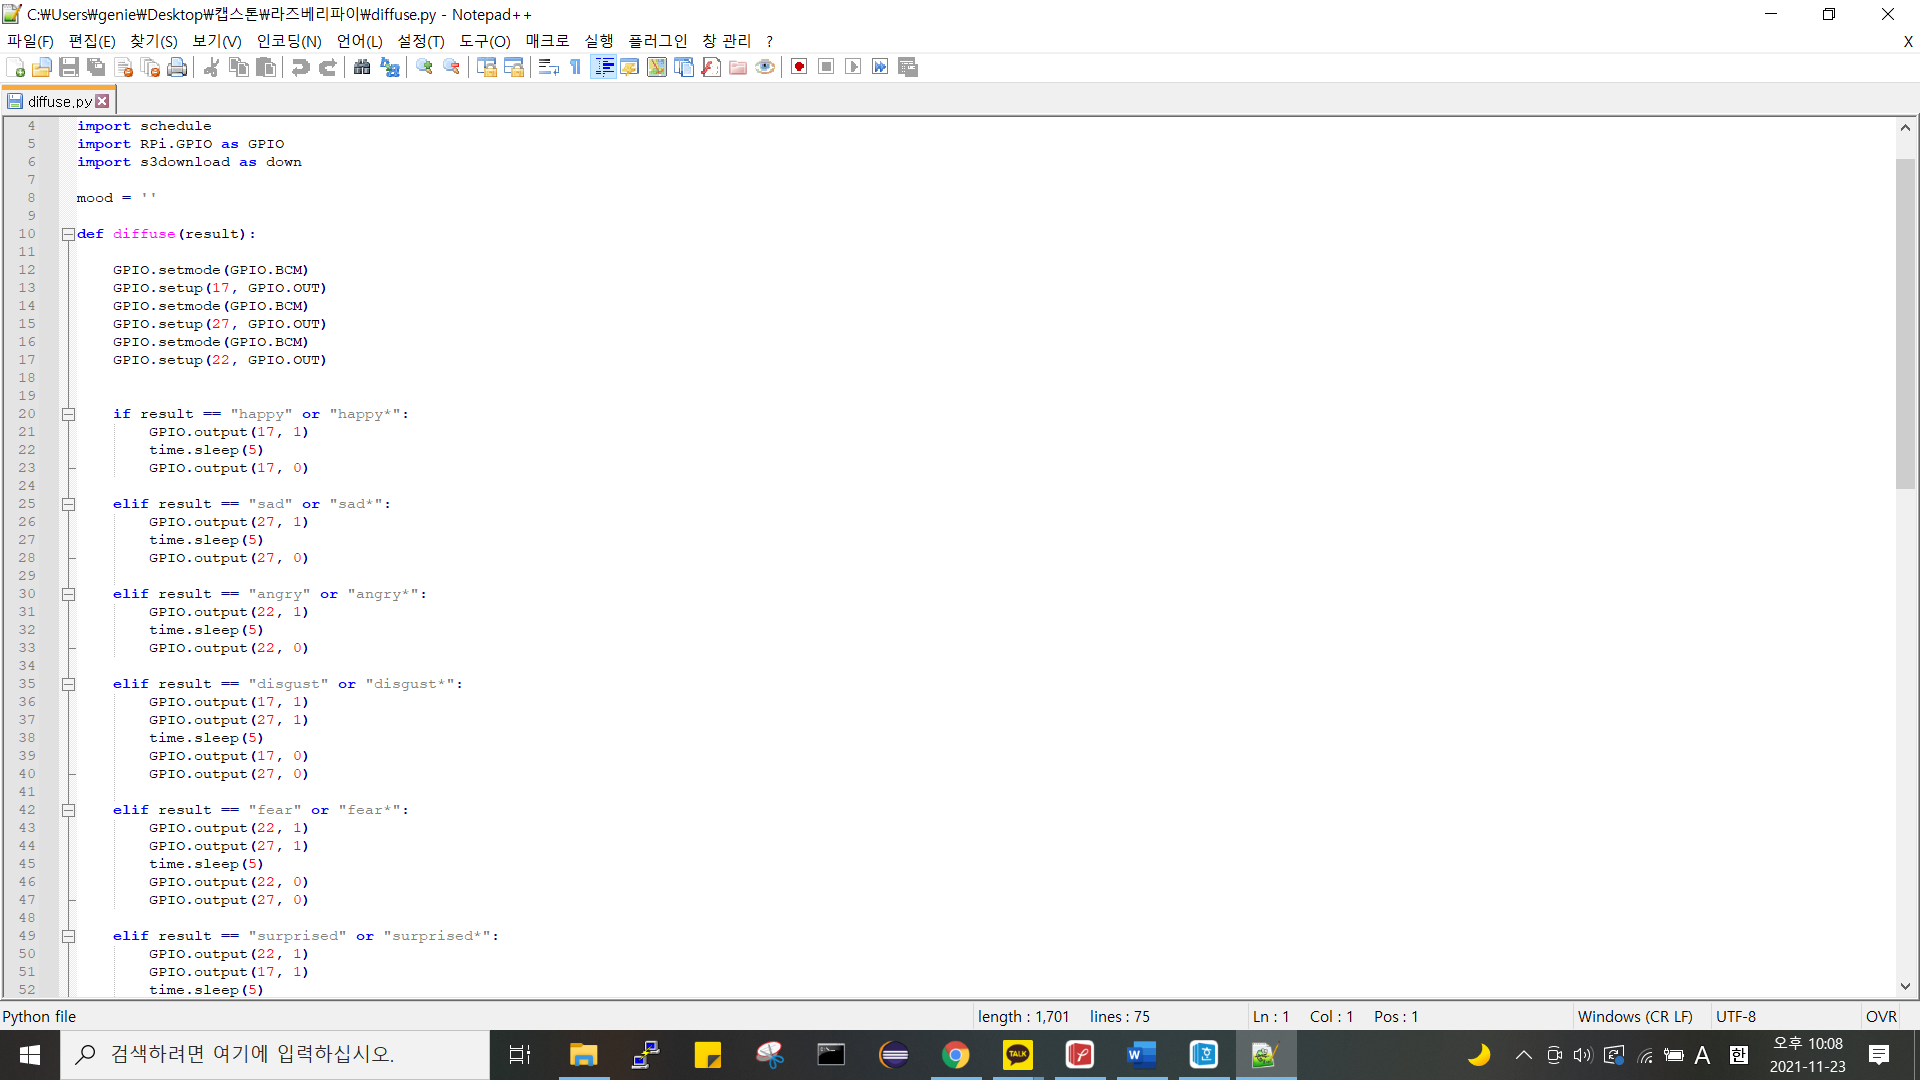 C:\Users\genie\Desktop\캡스톤\라즈베리파이\diffuse.py - Notepad++
파일(F) 편집(E) 찾기(S) 보기(V) 인코딩(N) 언어(L) 설정(T) 도구(O) 매크로 실행 플러그인 창 관리 ? X
diffuse.py
4 import schedule
5 import RPi.GPIO as GPIO
6 import s3download as down
7
8 mood = ''
9
10 def diffuse(result):
11
12 GPIO.setmode(GPIO.BCM)
13 GPIO.setup(17, GPIO.OUT)
14 GPIO.setmode(GPIO.BCM)
15 GPIO.setup(27, GPIO.OUT)
16 GPIO.setmode(GPIO.BCM)
17 GPIO.setup(22, GPIO.OUT)
18
19
20 if result == "happy" or "happy*":
21 GPIO.output(17, 1)
22 time.sleep(5)
23 GPIO.output(17, 0)
24
25 elif result == "sad" or "sad*":
26 GPIO.output(27, 1)
27 time.sleep(5)
28 GPIO.output(27, 0)
29
30 elif result == "angry" or "angry*":
31 GPIO.output(22, 1)
32 time.sleep(5)
33 GPIO.output(22, 0)
34
35 elif result == "disgust" or "disgust*":
36 GPIO.output(17, 1)
37 GPIO.output(27, 1)
38 time.sleep(5)
39 GPIO.output(17, 0)
40 GPIO.output(27, 0)
41
42 elif result == "fear" or "fear*":
43 GPIO.output(22, 1)
44 GPIO.output(27, 1)
45 time.sleep(5)
46 GPIO.output(22, 0)
47 GPIO.output(27, 0)
48
49 elif result == "surprised" or "surprised*":
50 GPIO.output(22, 1)
51 GPIO.output(17, 1)
52 time.sleep(5)
Python file length : 1,701 lines : 75 Ln : 1 Col : 1 Pos : 1 Windows (CR LF) UTF-8 OVR
검색하려면 여기에 입력하십시오. TALK W A 한 오후 10:08
2021-11-23